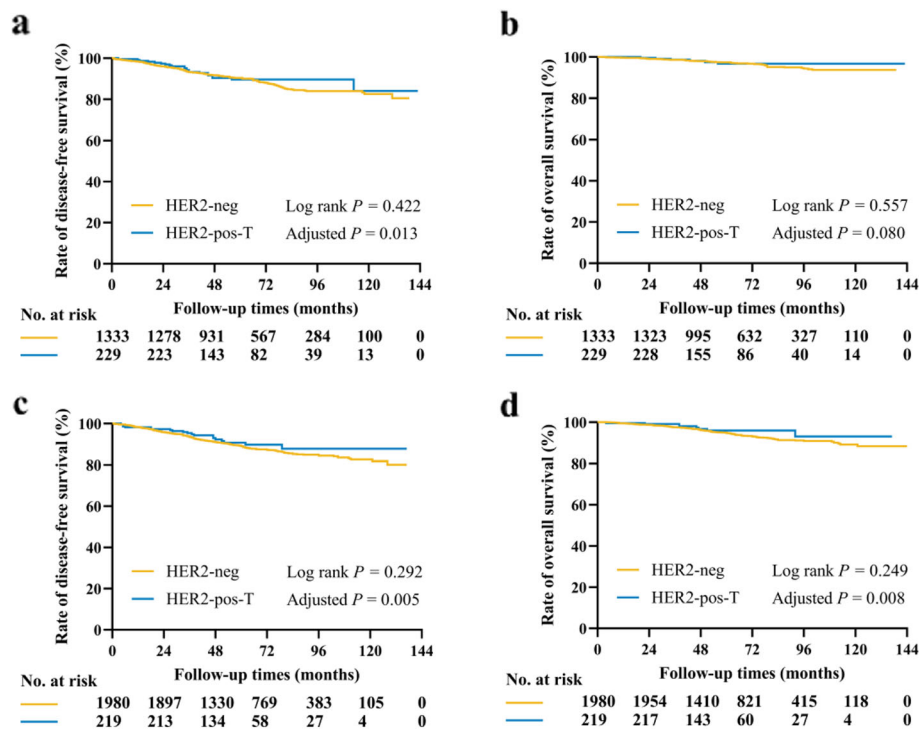 a
Rate of disease-free survival (%)
100
80
60
40
20
0
HER2-neg
HER2-pos-T
Log rank P = 0.422
Adjusted P = 0.013
0 24 48 72 96 120 144
Follow-up times (months)
No. at risk
1333 1278 931 567 284 100 0
229 223 143 82 39 13 0
b
Rate of overall survival (%)
100
80
60
40
20
0
HER2-neg
HER2-pos-T
Log rank P = 0.557
Adjusted P = 0.080
0 24 48 72 96 120 144
Follow-up times (months)
No. at risk
1333 1323 995 632 327 110 0
229 228 155 86 40 14 0
c
Rate of disease-free survival (%)
100
80
60
40
20
0
HER2-neg
HER2-pos-T
Log rank P = 0.292
Adjusted P = 0.005
0 24 48 72 96 120 144
Follow-up times (months)
No. at risk
1980 1897 1330 769 383 105 0
219 213 134 58 27 4 0
d
Rate of overall survival (%)
100
80
60
40
20
0
HER2-neg
HER2-pos-T
Log rank P = 0.249
Adjusted P = 0.008
0 24 48 72 96 120 144
Follow-up times (months)
No. at risk
1980 1954 1410 821 415 118 0
219 217 143 60 27 4 0